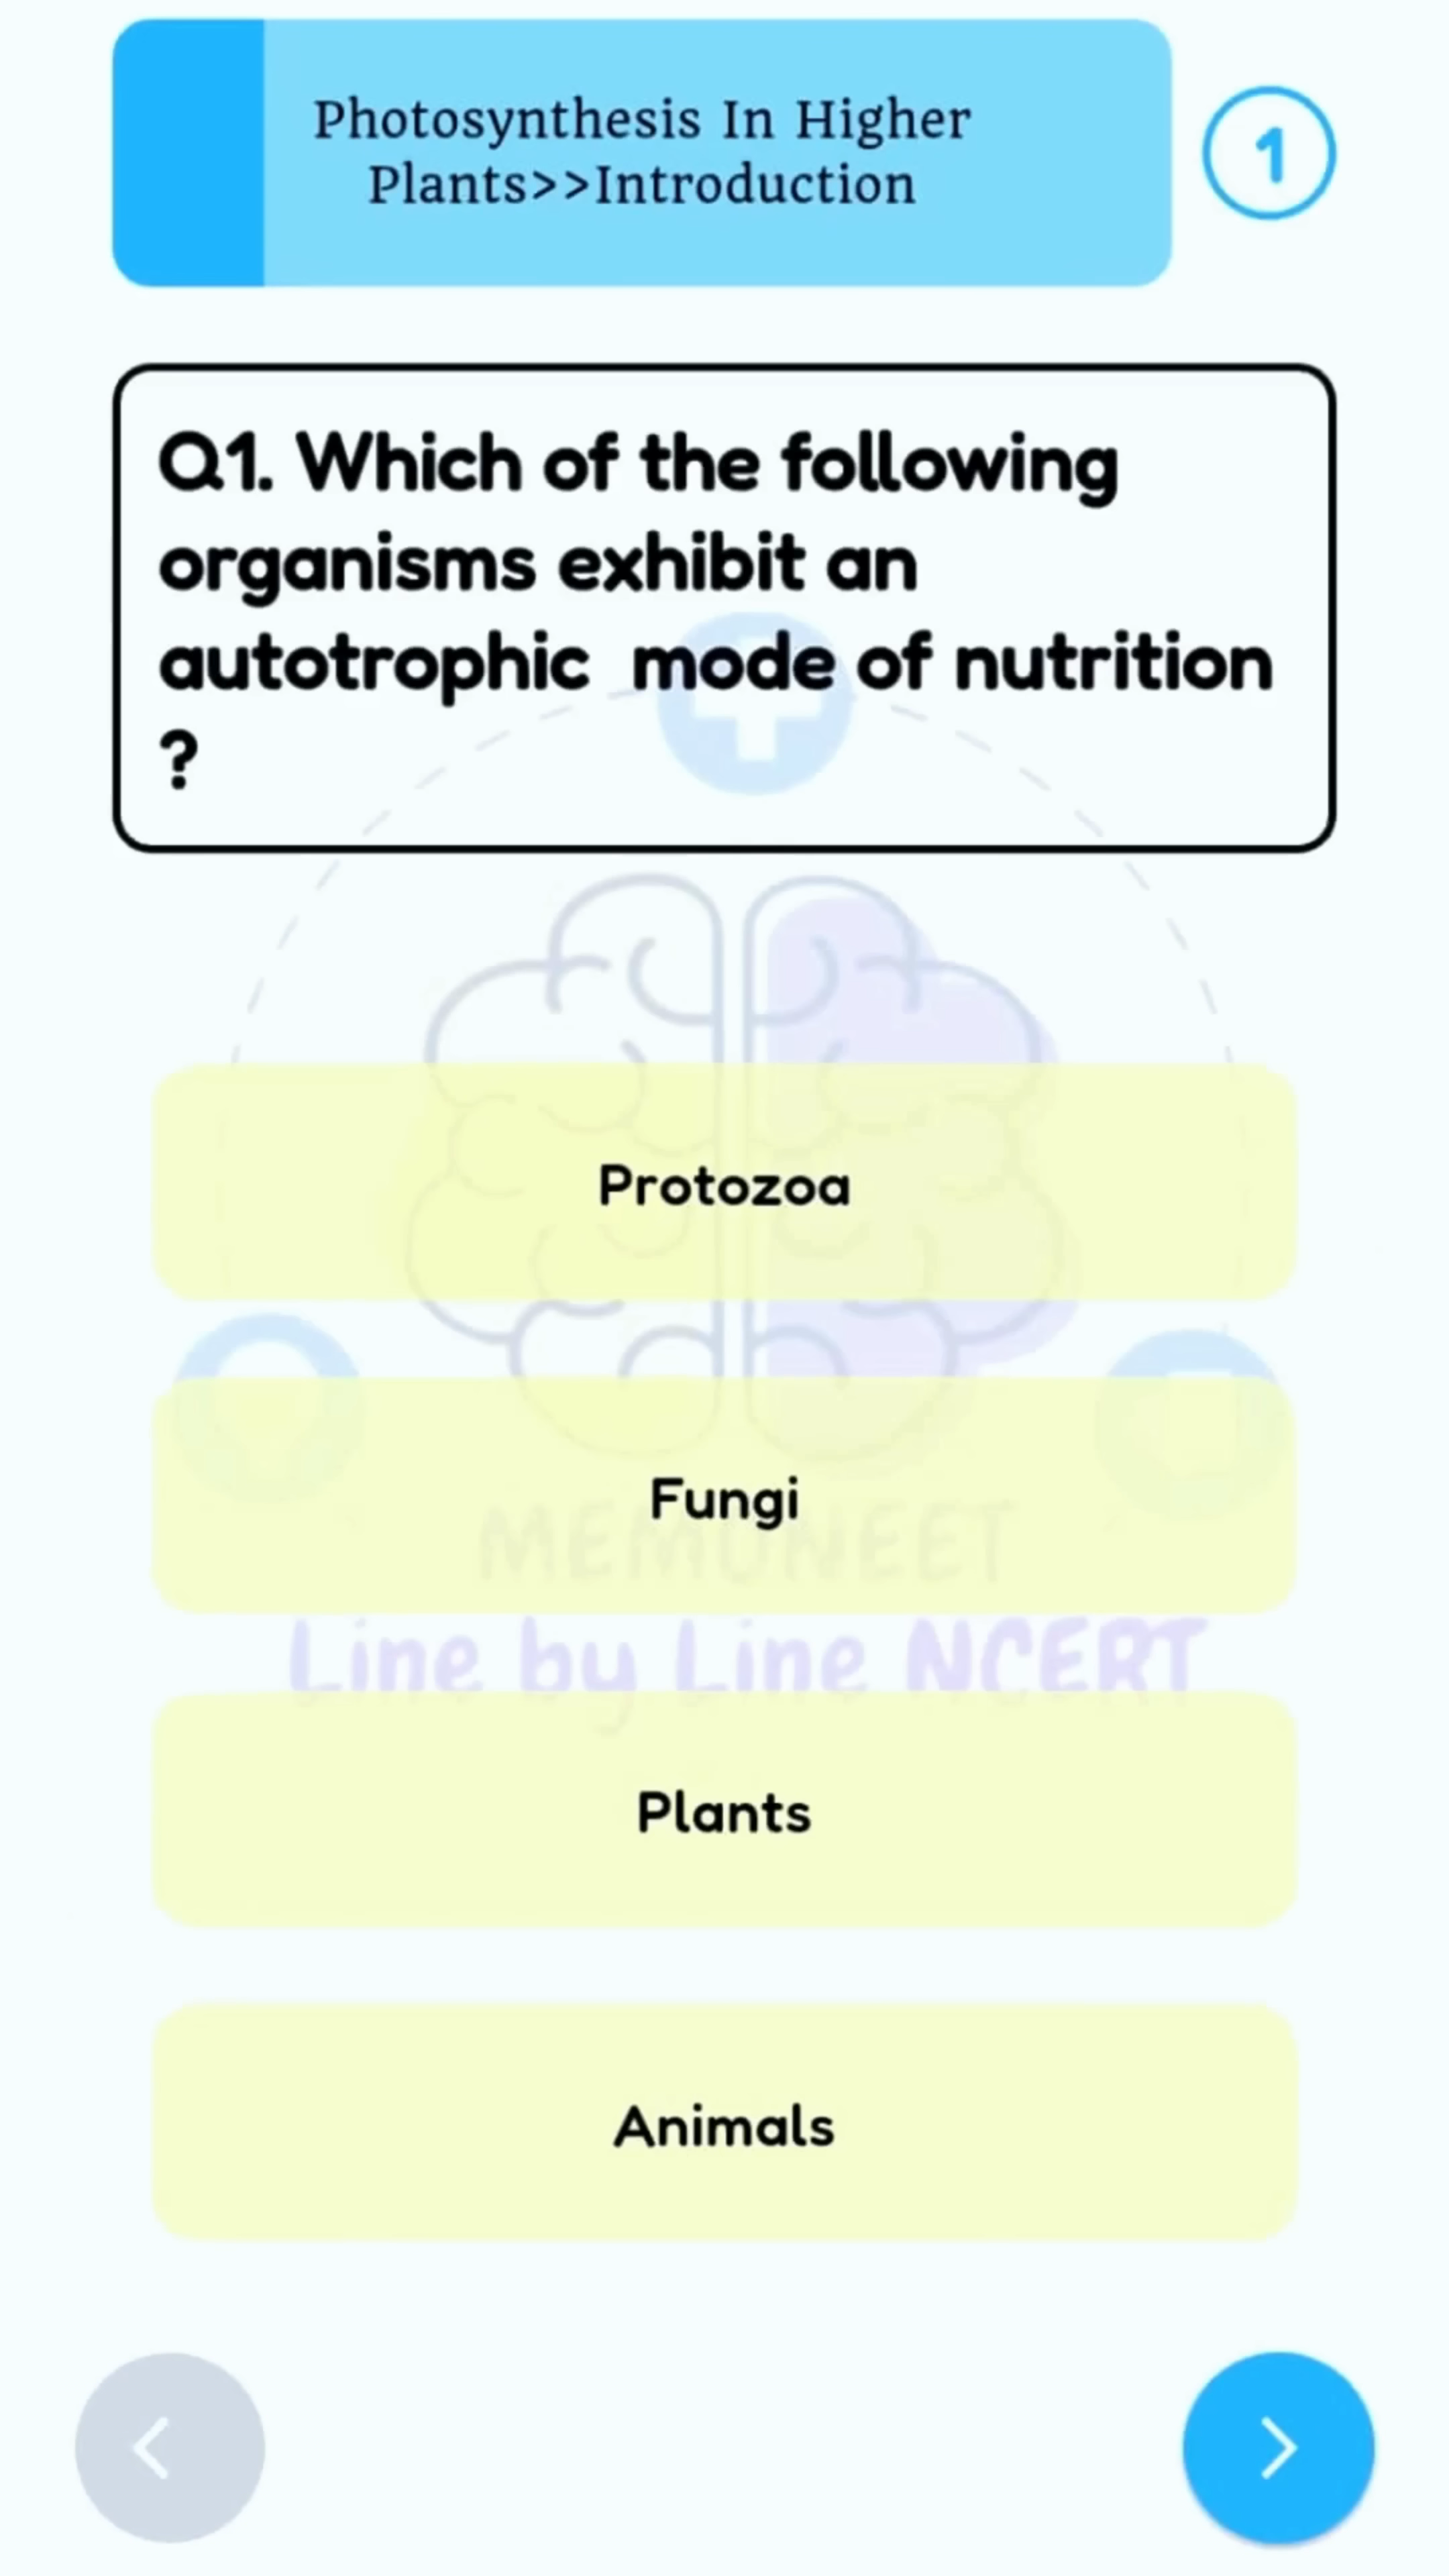 Photosynthesis In Higher
Plants>>Introduction
1
Q1. Which of the following
organisms exhibit an
autotrophic  mode of nutrition
?
Protozoa
Fungi
MEMONEET
Line by Line NCERT
Plants
Animals